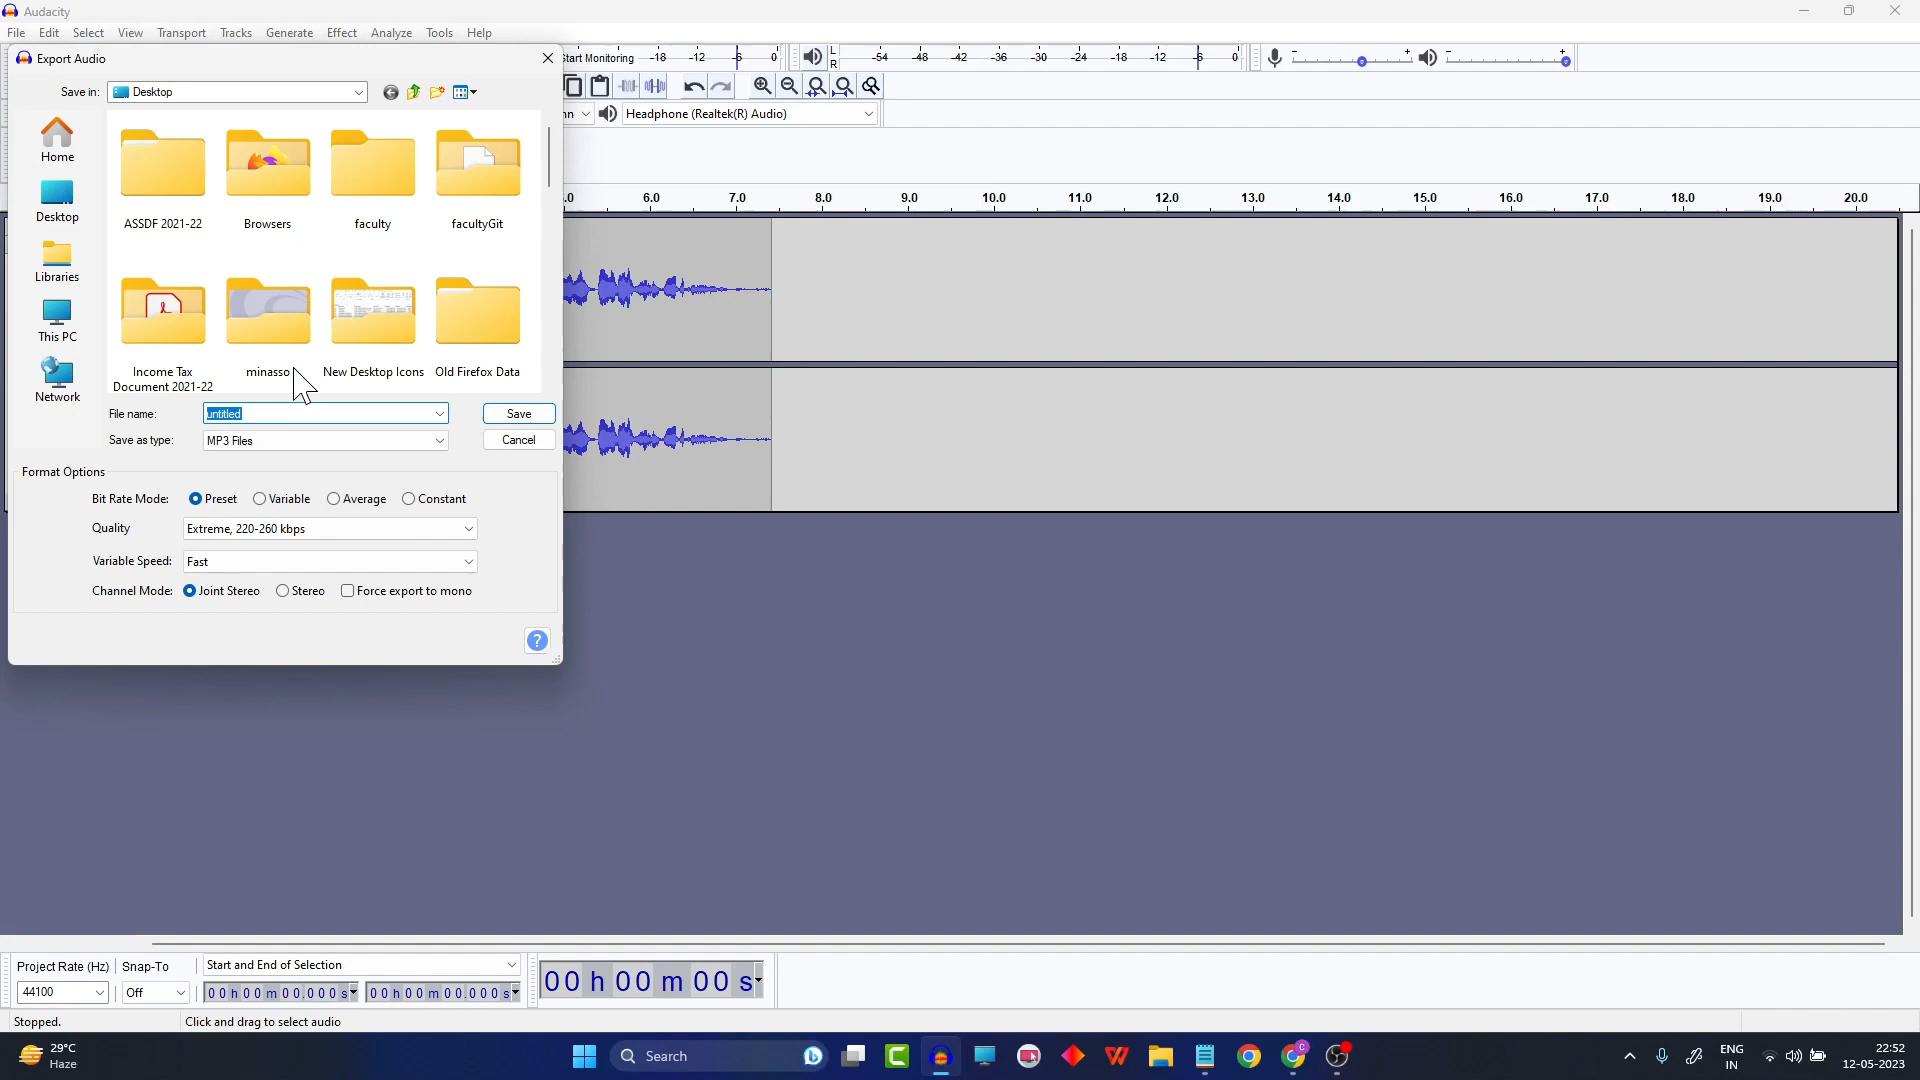 Audacity
File Edit Select View Transport Tracks Generate Effect Analyze Tools Help
Export Audio
Start Monitoring -18 -12 -6 0
L
R
-54 -48 -42 -36 -30 -24 -18 -12 -6 0
- + - +
Save in: Desktop
Headphone (Realtek(R) Audio)
Home
Desktop
Libraries
This PC
Network
ASSDF 2021-22 Browsers faculty facultyGit
Income Tax
Document 2021-22
minasso
New Desktop Icons
Old Firefox Data
6.0 7.0 8.0 9.0 10.0 11.0 12.0 13.0 14.0 15.0 16.0 17.0 18.0 19.0 20.0
File name: untitled Save
Save as type: MP3 Files Cancel
Format Options
Bit Rate Mode: Preset Variable Average Constant
Quality Extreme, 220-260 kbps
Variable Speed: Fast
Channel Mode: Joint Stereo Stereo Force export to mono
?
Project Rate (Hz) Snap-To Start and End of Selection
44100 Off 00 h 00 m 00.000 s 00 h 00 m 00.000 s
00 h 00 m 00 s
Stopped. Click and drag to select audio
29°C
Haze
Search
ENG
IN
22:52
12-05-2023